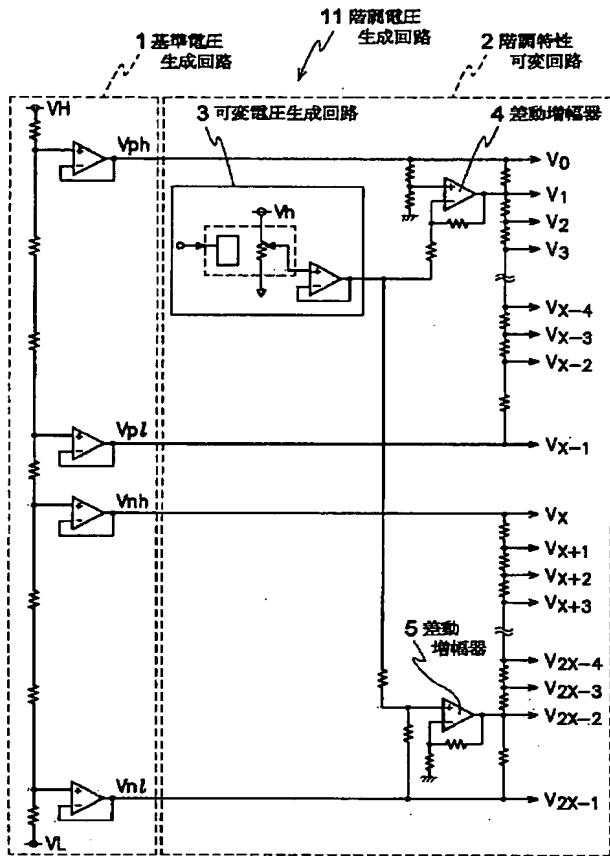 11 階調電圧
生成回路
1 基準電圧
生成回路
2 階調特性
可変回路
VH
Vph
3 可変電圧生成回路
Vh
4 差動増幅器
V0
V1
V2
V3
VX-4
VX-3
VX-2
Vpl
VX-1
Vnh
VX
VX+1
VX+2
VX+3
5 差動
増幅器
V2X-4
V2X-3
V2X-2
Vnl
V2X-1
VL